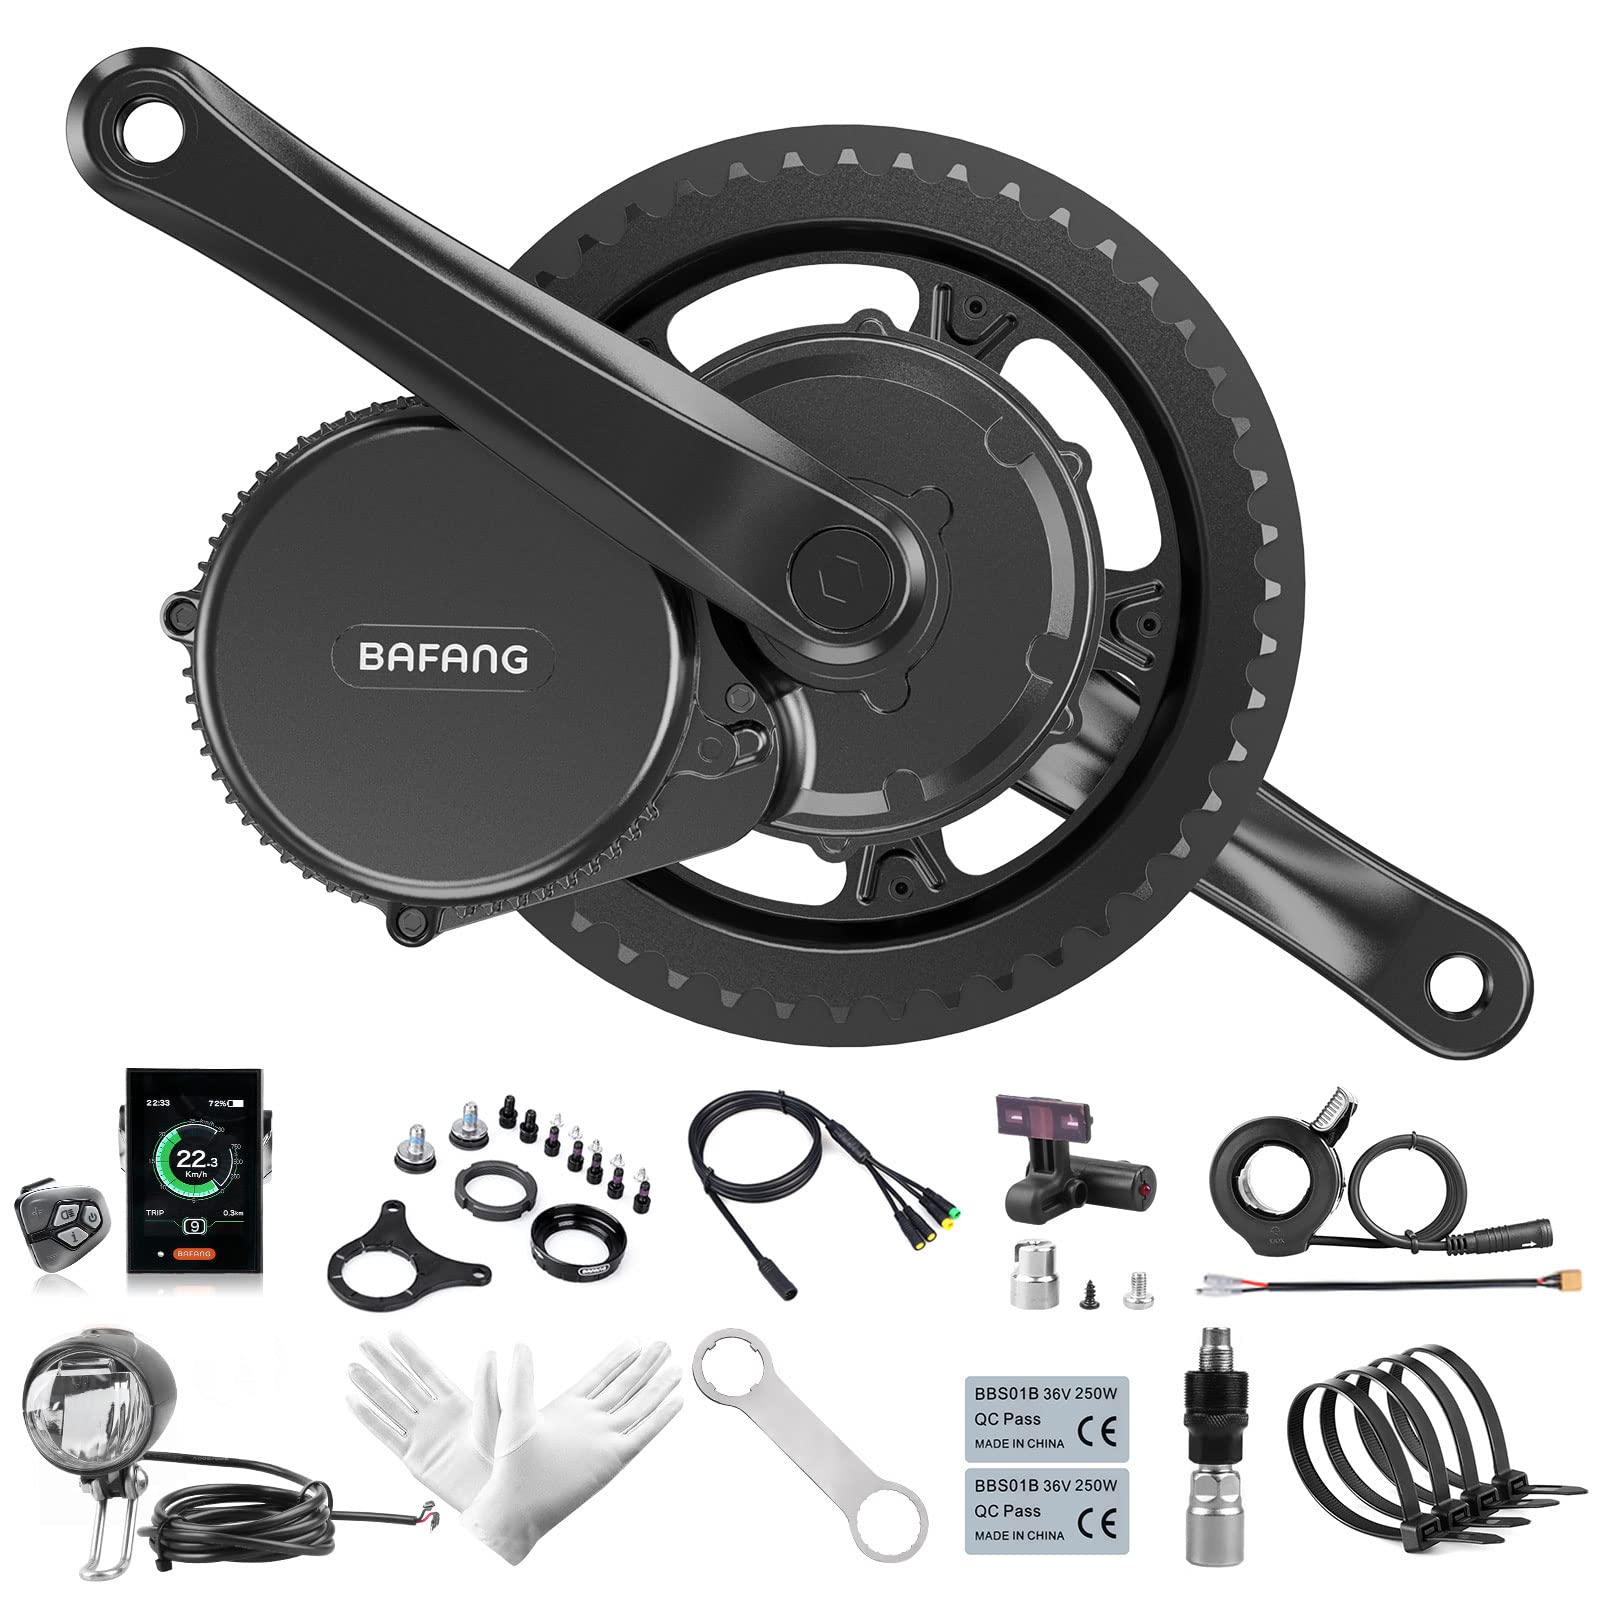 BAFANG
22:33
72%
22.3
Km/h
TRIP
0.3km
9
BAFANG
i
BAFANG
BBS01B 36V 250W
QC Pass
MADE IN CHINA
CE
BBS01B 36V 250W
QC Pass
MADE IN CHINA
CE